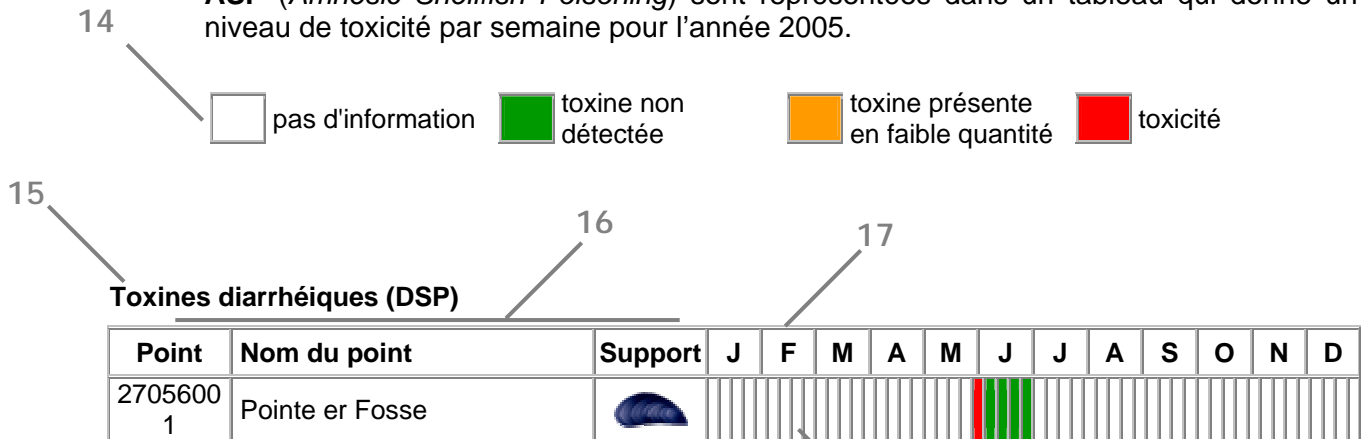 ASP (Amnesic Shellfish Poisoning) sont représentées dans un tableau qui donne un
niveau de toxicité par semaine pour l'année 2005.
14
pas d'information
toxine non
détectée
toxine présente
en faible quantité
toxicité
15
16
17
Toxines diarrhéiques (DSP)
Point Nom du point Support J F M A M J J A S O N D
2705600
1
Pointe er Fosse